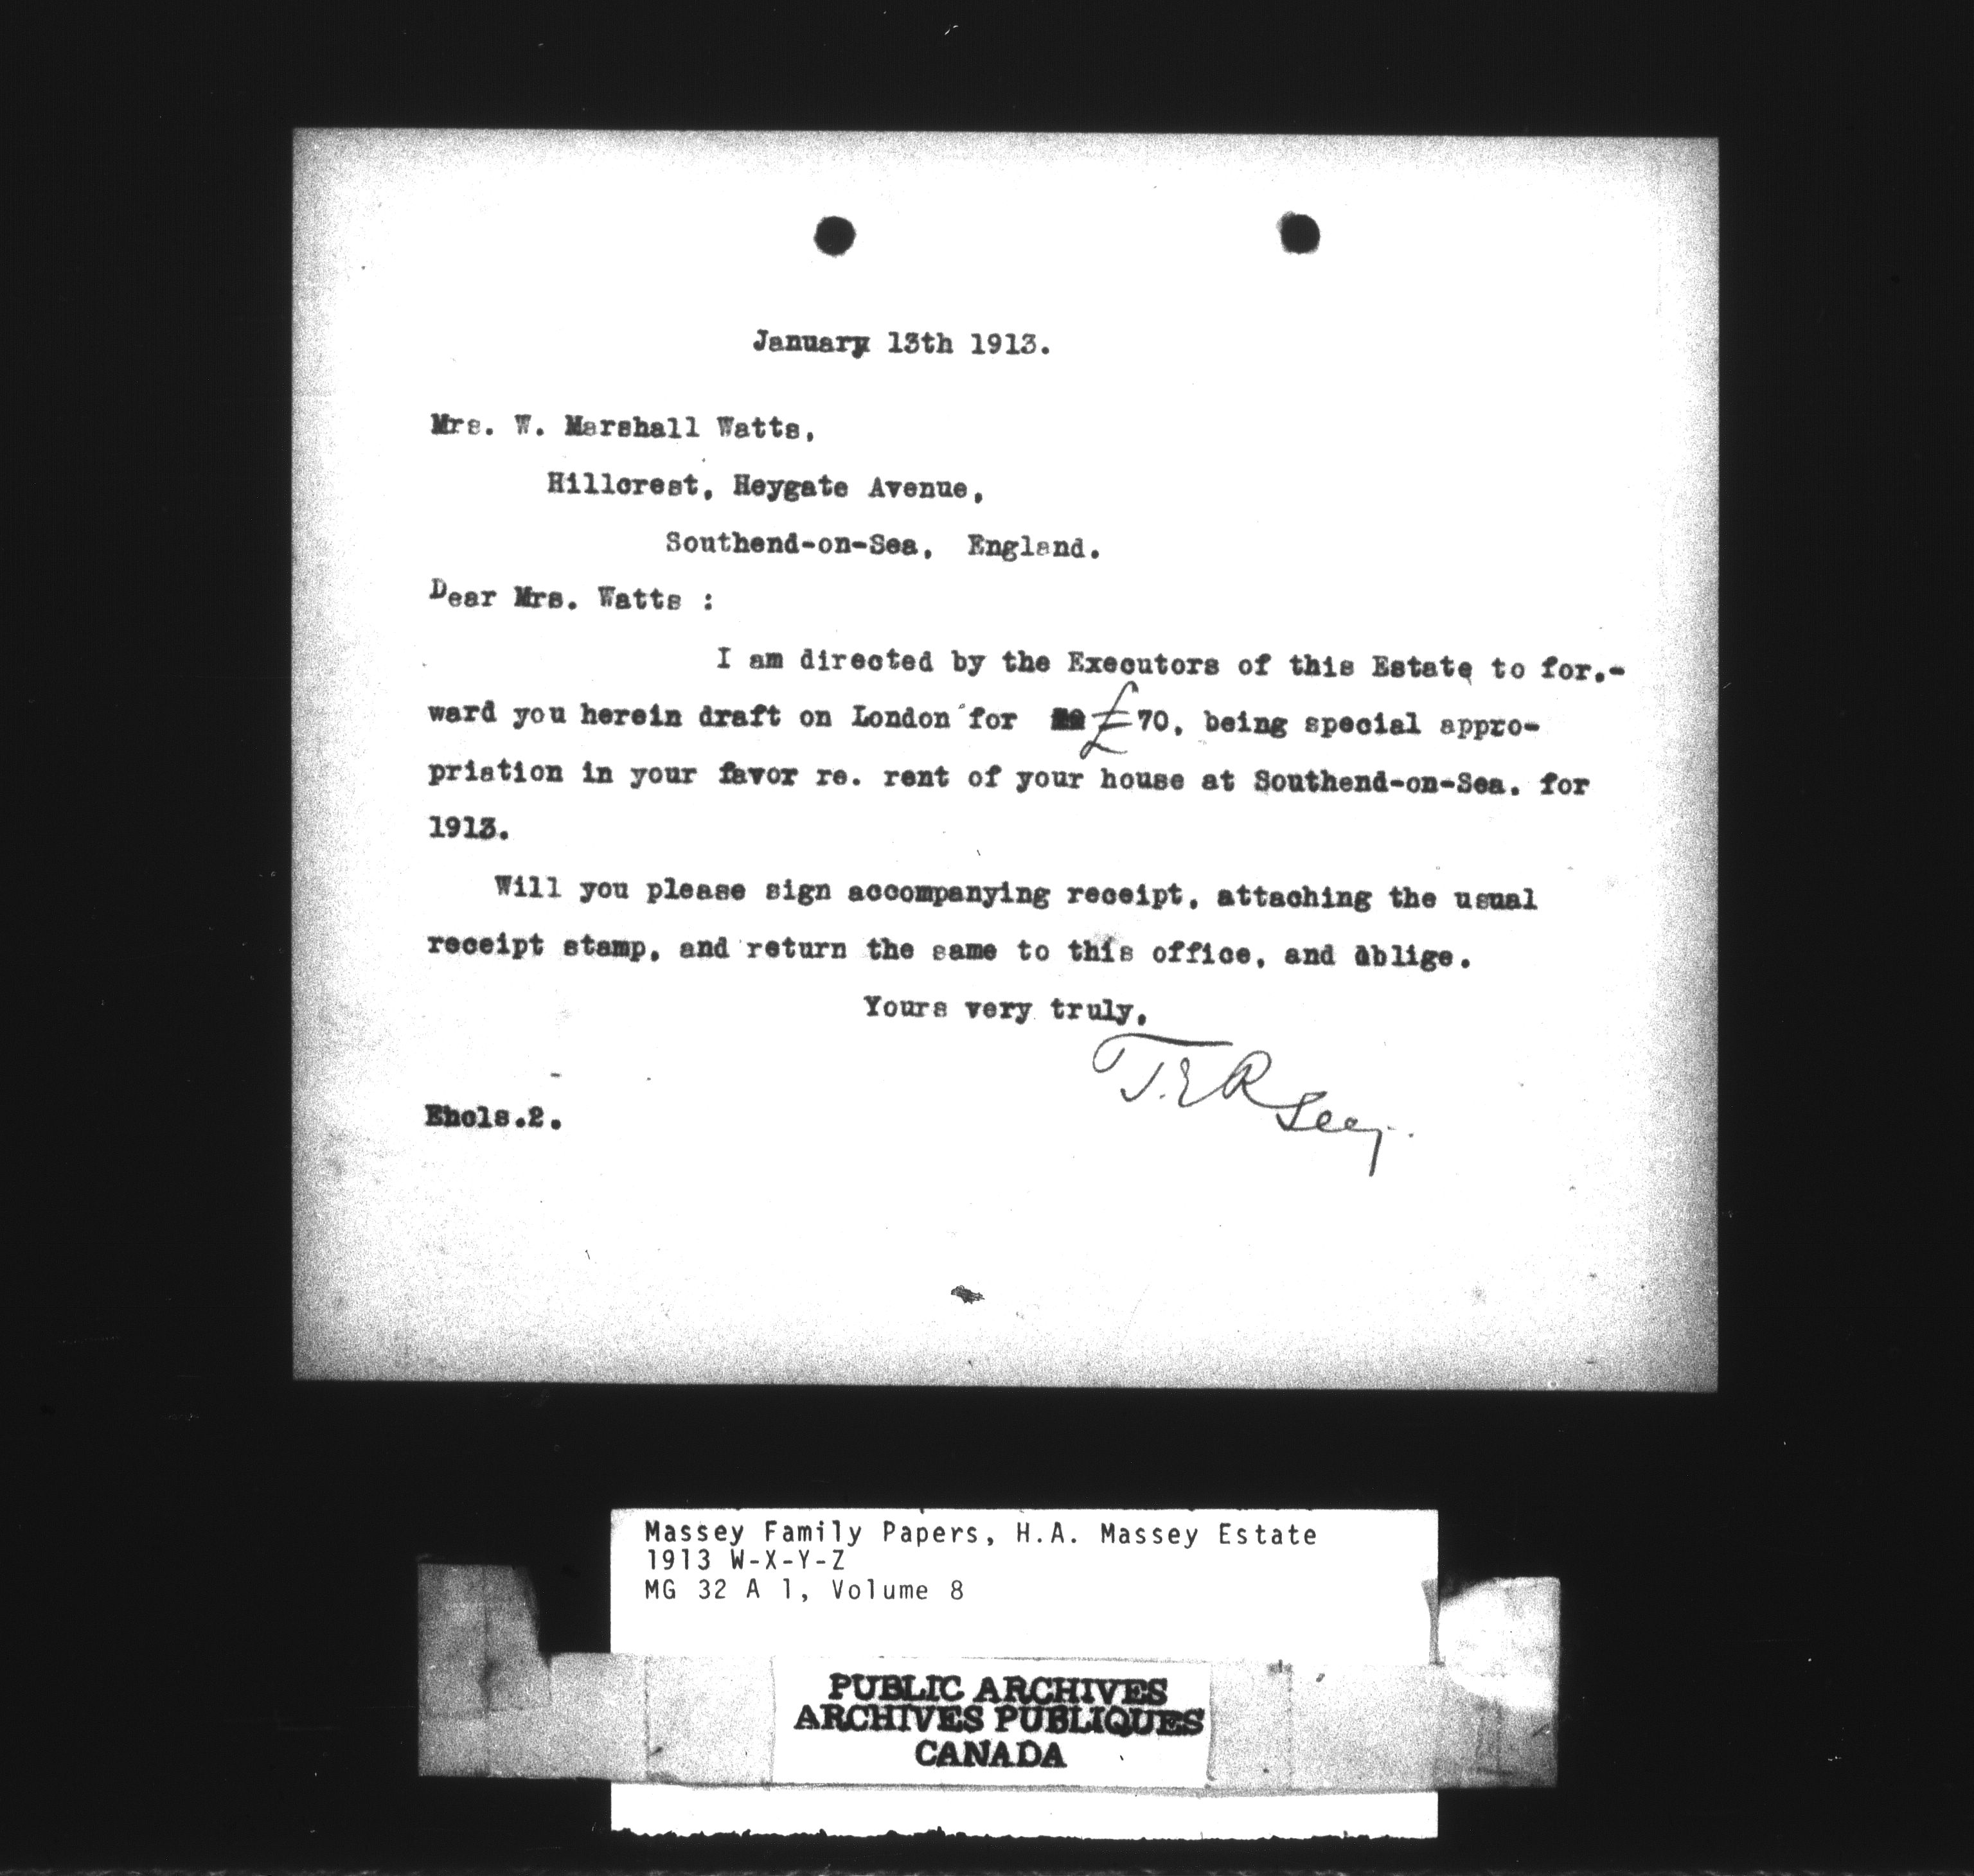 January 13th 1913.
Mrs. W. Marshall Watts,
Hillcrest, Heygate Avenue,
Southend-on-Sea, England.
Dear Mrs. Watts :
I am directed by the Executors of this Estate to for.-
ward you herein draft on London for £70, being special appro-
priation in your favor re. rent of your house at Southend-on-Sea. for
1913.
Will you please sign accompanying receipt, attaching the usual
receipt stamp, and return the same to this office, and oblige.
Yours very truly,
T.E.R
Secy.
Encls.2.
Massey Family Papers, H.A. Massey Estate
1913 W-X-Y-Z
MG 32 A 1, Volume 8
PUBLIC ARCHIVES
ARCHIVES PUBLIQUES
CANADA